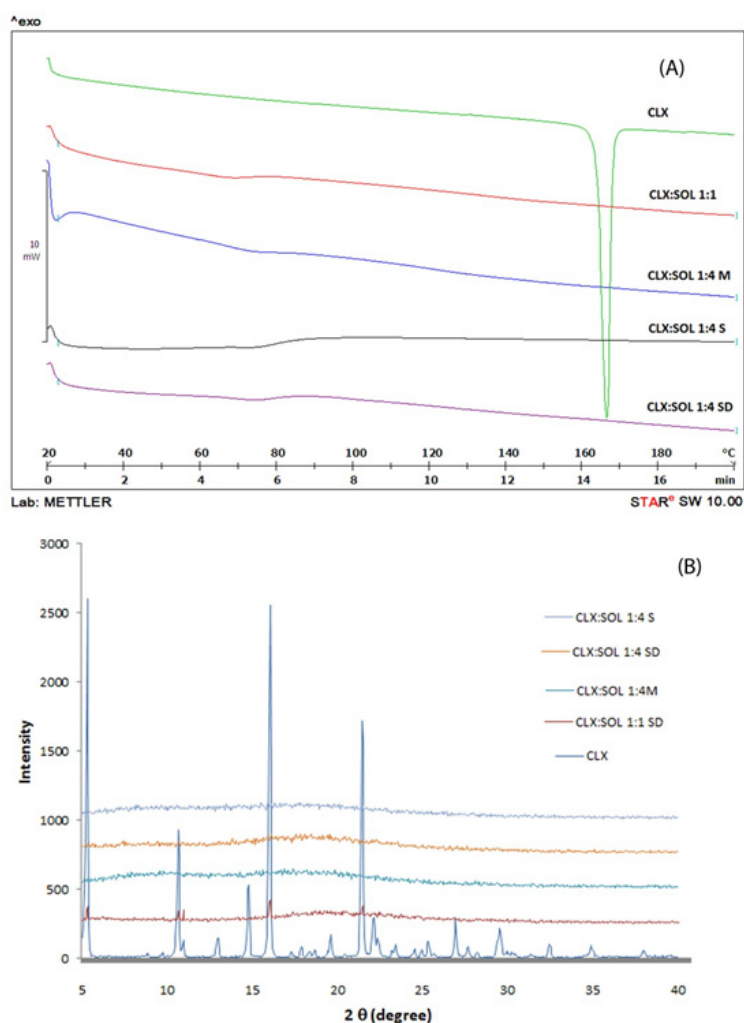 ^exo
(A)
CLX
CLX:SOL 1:1
CLX:SOL 1:4 M
10
mW
CLX:SOL 1:4 S
CLX:SOL 1:4 SD
20 40 60 80 100 120 140 160 180 °C
0 2 4 6 8 10 12 14 16 min
Lab: METTLER STARe SW 10.00
3000
(B)
2500
CLX:SOL 1:4 S
CLX:SOL 1:4 SD
2000
CLX:SOL 1:4M
CLX:SOL 1:1 SD
1500
CLX
Intensity
1000
500
0
5 10 15 20 25 30 35 40
2 θ (degree)